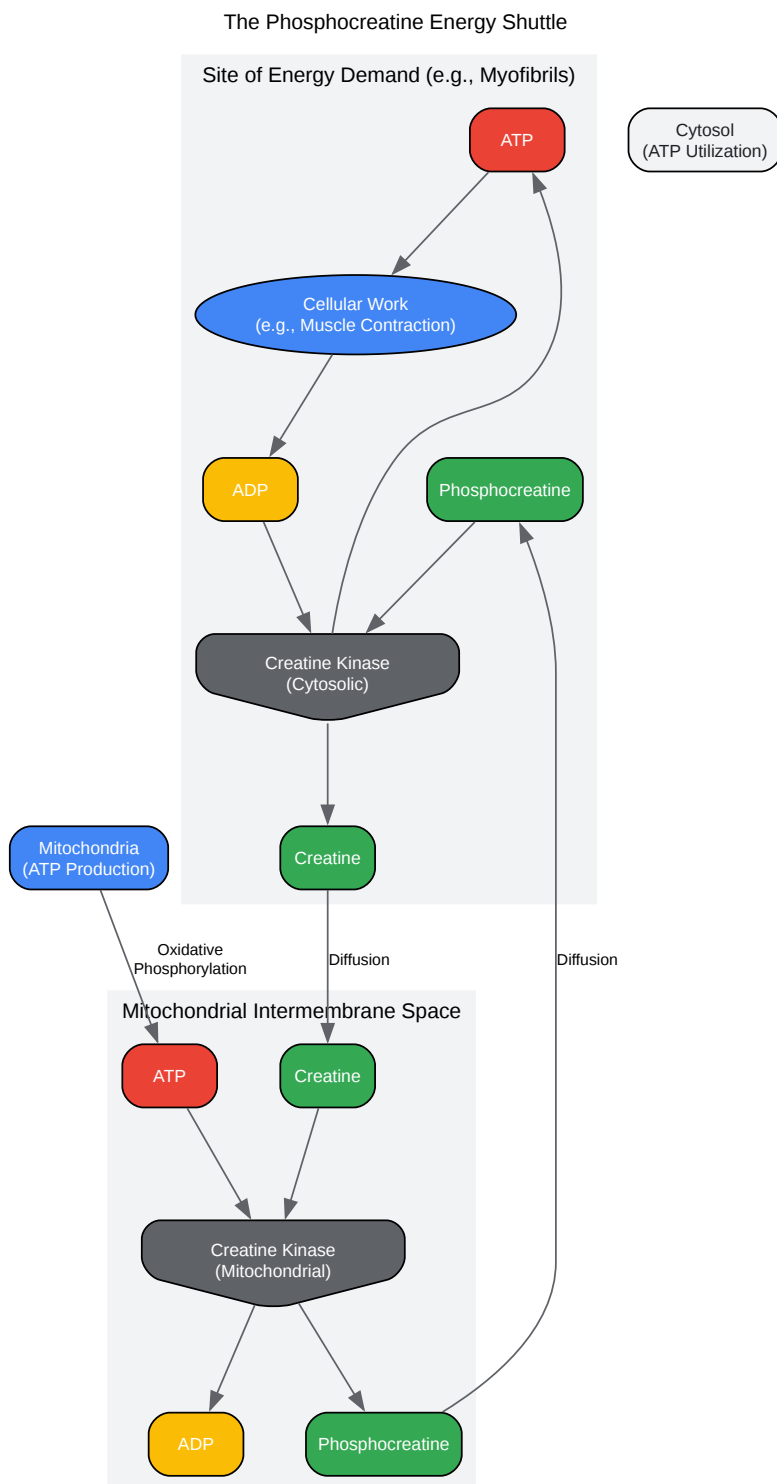 The Phosphocreatine Energy Shuttle
Site of Energy Demand (e.g., Myofibrils)
ATP
Cytosol
(ATP Utilization)
Cellular Work
(e.g., Muscle Contraction)
ADP
Phosphocreatine
Creatine Kinase
(Cytosolic)
Mitochondria
(ATP Production)
Creatine
Oxidative
Phosphorylation
Diffusion
Diffusion
Mitochondrial Intermembrane Space
ATP
Creatine
Creatine Kinase
(Mitochondrial)
ADP
Phosphocreatine